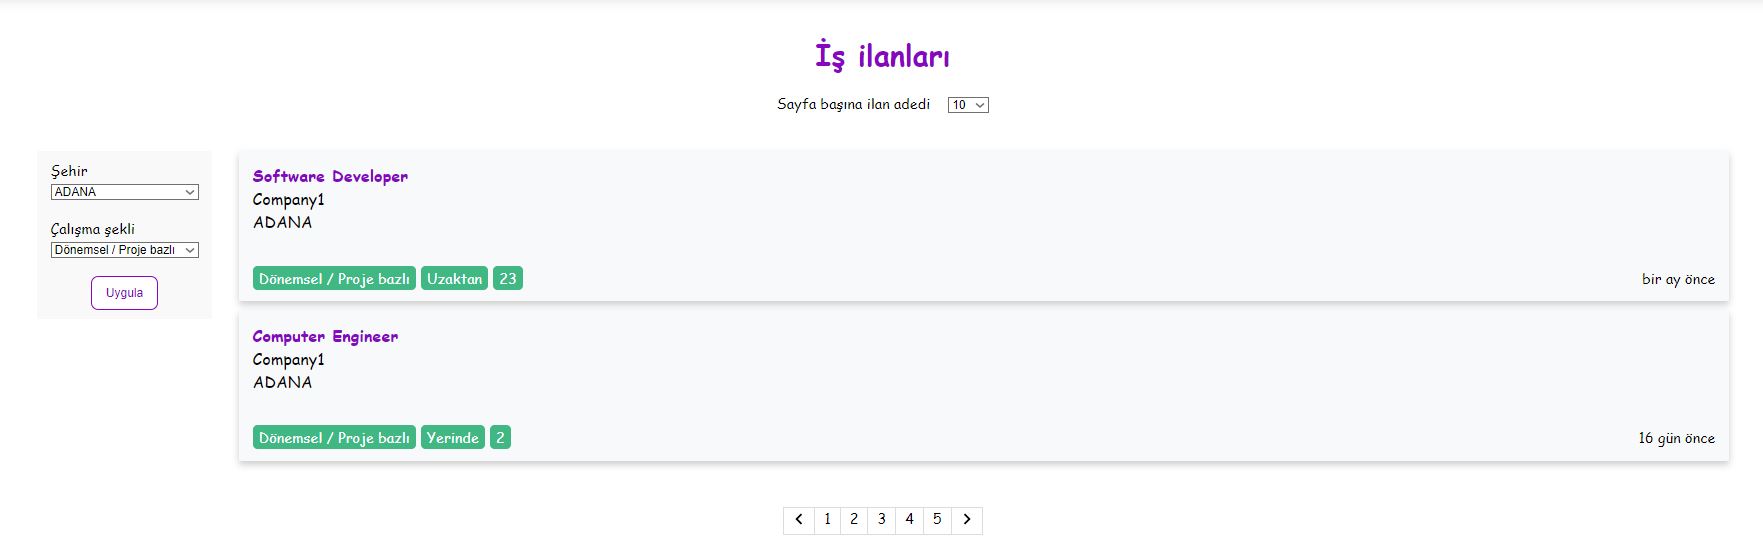 İş ilanları
Sayfa başına ilan adedi 10
Şehir
ADANA
Çalışma şekli
Dönemsel / Proje bazlı
Uygula
Software Developer
Company1
ADANA
Dönemsel / Proje bazlı Uzaktan 23 bir ay önce
Computer Engineer
Company1
ADANA
Dönemsel / Proje bazlı Yerinde 2 16 gün önce
1 2 3 4 5